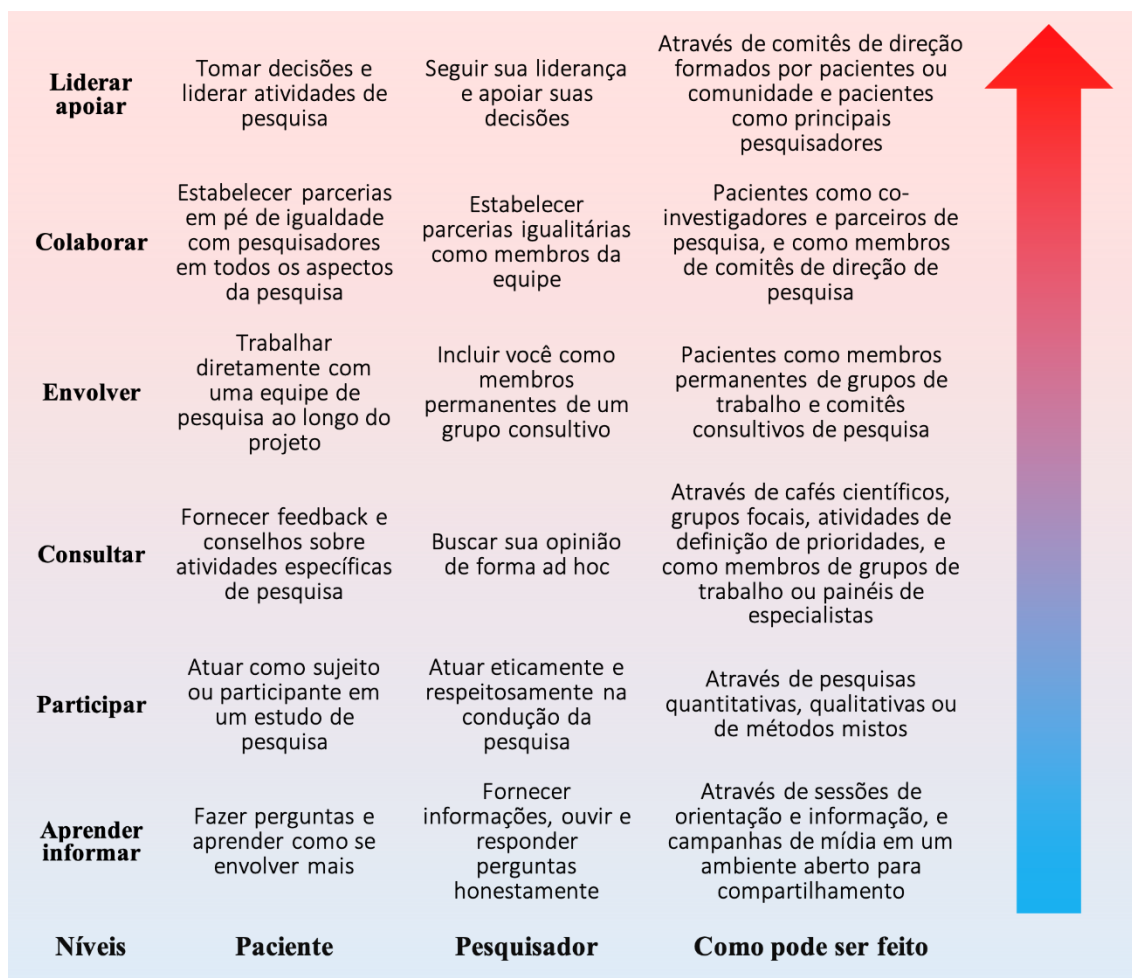 Liderar
apoiar
Tomar decisões e
liderar atividades de
pesquisa
Seguir sua liderança
e apoiar suas
decisões
Através de comitês de direção
formados por pacientes ou
comunidade e pacientes
como principais
pesquisadores
Colaborar
Estabelecer parcerias
em pé de igualdade
com pesquisadores
em todos os aspectos
da pesquisa
Estabelecer
parcerias igualitárias
como membros da
equipe
Pacientes como co-
investigadores e parceiros de
pesquisa, e como membros
de comitês de direção de
pesquisa
Envolver
Trabalhar
diretamente com
uma equipe de
pesquisa ao longo do
projeto
Incluir você como
membros
permanentes de um
grupo consultivo
Pacientes como membros
permanentes de grupos de
trabalho e comitês
consultivos de pesquisa
Consultar
Fornecer feedback e
conselhos sobre
atividades específicas
de pesquisa
Buscar sua opinião
de forma ad hoc
Através de cafés científicos,
grupos focais, atividades de
definição de prioridades, e
como membros de grupos de
trabalho ou painéis de
especialistas
Participar
Atuar como sujeito
ou participante em
um estudo de
pesquisa
Atuar eticamente e
respeitosamente na
condução da
pesquisa
Através de pesquisas
quantitativas, qualitativas ou
de métodos mistos
Aprender
informar
Fazer perguntas e
aprender como se
envolver mais
Fornecer
informações, ouvir e
responder
perguntas
honestamente
Através de sessões de
orientação e informação, e
campanhas de mídia em um
ambiente aberto para
compartilhamento
Níveis
Paciente
Pesquisador
Como pode ser feito